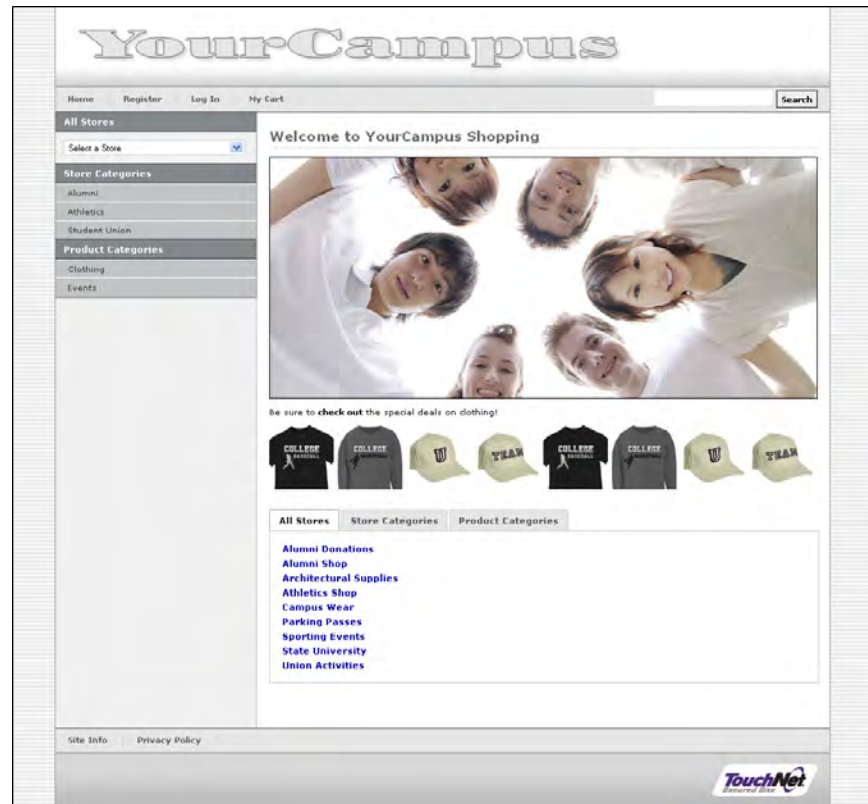 YourCampus
Home Register Log In My Cart Search
All Stores
Select a Store
Store Categories
Alumni
Athletics
Student Union
Product Categories
Clothing
Events
Welcome to YourCampus Shopping
Be sure to check out the special deals on clothing!
COLLEGE BASEBALL COLLEGE BASKETBALL U TEAM COLLEGE BASEBALL COLLEGE BASKETBALL U TEAM
All Stores Store Categories Product Categories
Alumni Donations
Alumni Shop
Architectural Supplies
Athletics Shop
Campus Wear
Parking Passes
Sporting Events
State University
Union Activities
Site Info Privacy Policy
TouchNet
Secured Site